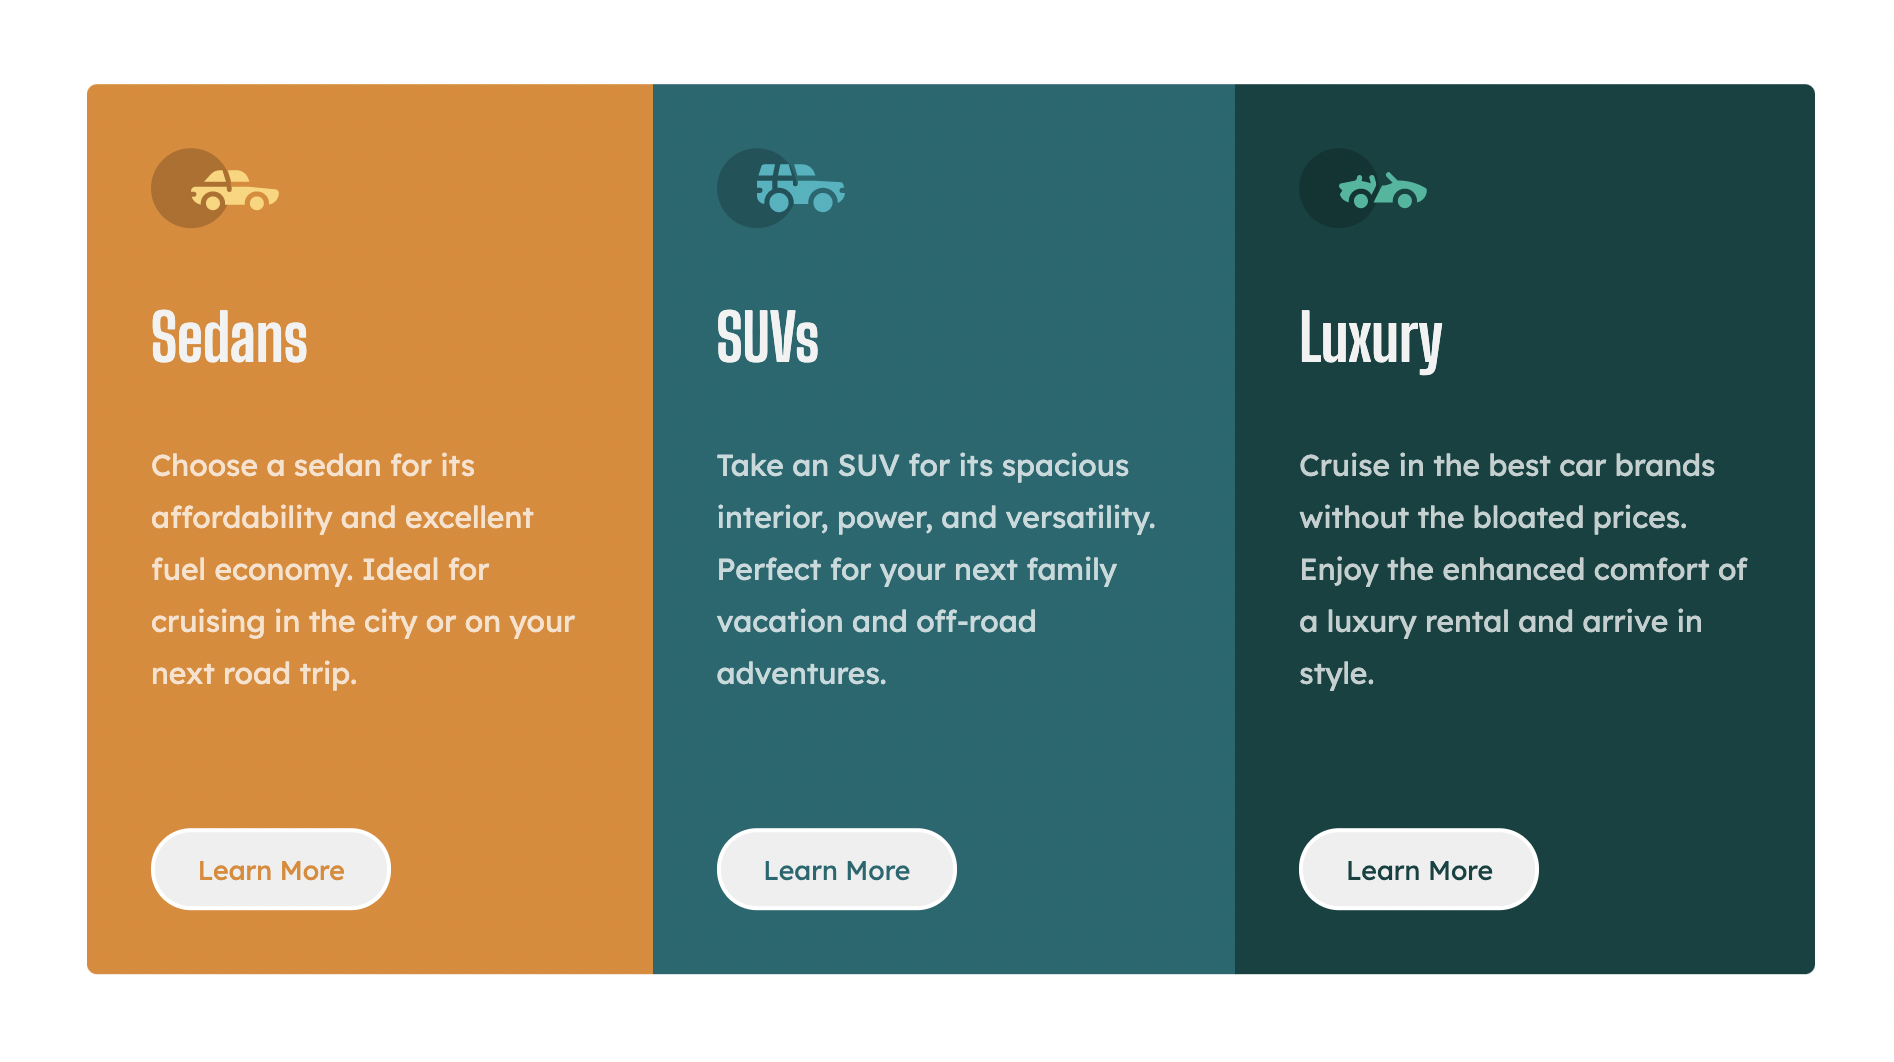 Sedans
Choose a sedan for its
affordability and excellent
fuel economy. Ideal for
cruising in the city or on your
next road trip.
Learn More
SUVs
Take an SUV for its spacious
interior, power, and versatility.
Perfect for your next family
vacation and off-road
adventures.
Learn More
Luxury
Cruise in the best car brands
without the bloated prices.
Enjoy the enhanced comfort of
a luxury rental and arrive in
style.
Learn More